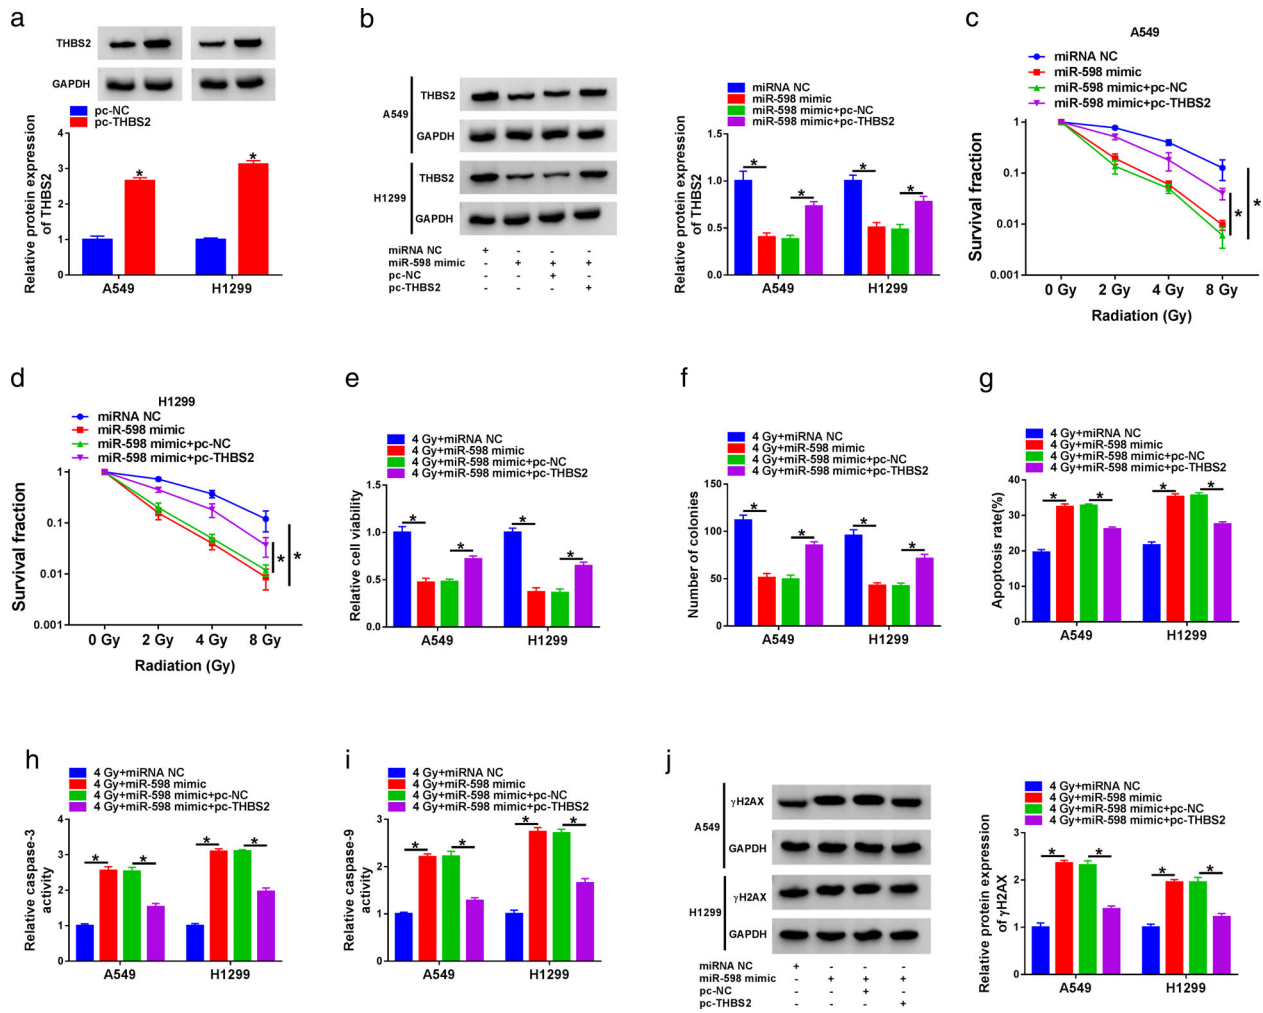 a
THBS2
GAPDH
pc-NC
pc-THBS2
Relative protein expression
of THBS2
4
3
2
1
0
*
*
A549
H1299
b
A549
THBS2
GAPDH
H1299
THBS2
GAPDH
miRNA NC + - - -
miR-598 mimic - + + +
pc-NC - - + -
pc-THBS2 - - - +
miRNA NC
miR-598 mimic
miR-598 mimic+pc-NC
miR-598 mimic+pc-THBS2
Relative protein expression
of THBS2
1.5
1.0
0.5
0.0
* * * *
A549
H1299
c
A549
miRNA NC
miR-598 mimic
miR-598 mimic+pc-NC
miR-598 mimic+pc-THBS2
Survival fraction
1
0.1
0.01
0.001
* *
0 Gy 2 Gy 4 Gy 8 Gy
Radiation (Gy)
d
H1299
miRNA NC
miR-598 mimic
miR-598 mimic+pc-NC
miR-598 mimic+pc-THBS2
Survival fraction
1
0.1
0.01
0.001
* *
0 Gy 2 Gy 4 Gy 8 Gy
Radiation (Gy)
e
4 Gy+miRNA NC
4 Gy+miR-598 mimic
4 Gy+miR-598 mimic+pc-NC
4 Gy+miR-598 mimic+pc-THBS2
Relative cell viability
1.5
1.0
0.5
0.0
* * * *
A549
H1299
f
4 Gy+miRNA NC
4 Gy+miR-598 mimic
4 Gy+miR-598 mimic+pc-NC
4 Gy+miR-598 mimic+pc-THBS2
Number of colonies
150
100
50
0
* * * *
A549
H1299
g
4 Gy+miRNA NC
4 Gy+miR-598 mimic
4 Gy+miR-598 mimic+pc-NC
4 Gy+miR-598 mimic+pc-THBS2
Apoptosis rate(%)
40
30
20
10
0
* * * *
A549
H1299
h
4 Gy+miRNA NC
4 Gy+miR-598 mimic
4 Gy+miR-598 mimic+pc-NC
4 Gy+miR-598 mimic+pc-THBS2
Relative caspase-3
activity
4
3
2
1
0
* * * *
A549
H1299
i
4 Gy+miRNA NC
4 Gy+miR-598 mimic
4 Gy+miR-598 mimic+pc-NC
4 Gy+miR-598 mimic+pc-THBS2
Relative caspase-9
activity
3
2
1
0
* * * *
A549
H1299
j
A549
γH2AX
GAPDH
H1299
γH2AX
GAPDH
miRNA NC + - - -
miR-598 mimic - + + +
pc-NC - - + -
pc-THBS2 - - - +
4 Gy+miRNA NC
4 Gy+miR-598 mimic
4 Gy+miR-598 mimic+pc-NC
4 Gy+miR-598 mimic+pc-THBS2
Relative protein expression
of γH2AX
3
2
1
0
* * * *
A549
H1299